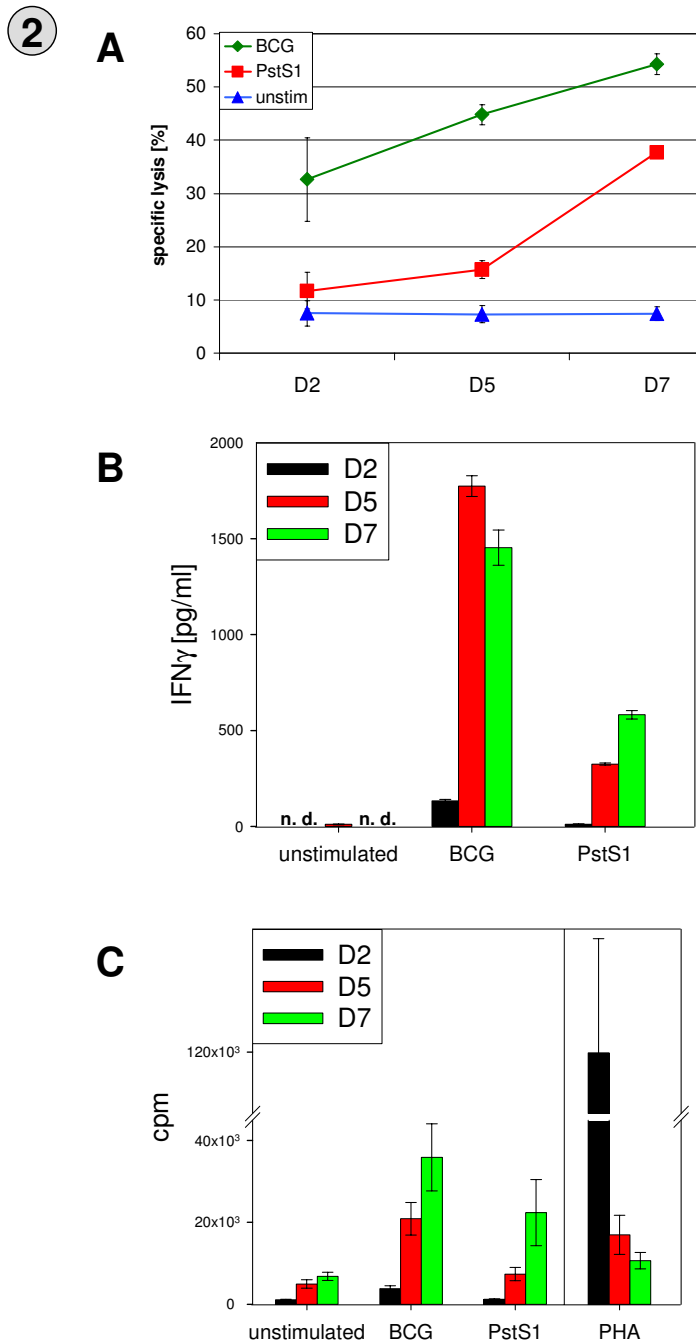 2
A
BCG
PstS1
unstim
specific lysis [%]
60
50
40
30
20
10
0
D2 D5 D7
B
D2
D5
D7
IFNγ [pg/ml]
2000
1500
1000
500
0
n. d. n. d.
unstimulated BCG PstS1
C
D2
D5
D7
cpm
120x10³
40x10³
20x10³
0
unstimulated BCG PstS1 PHA